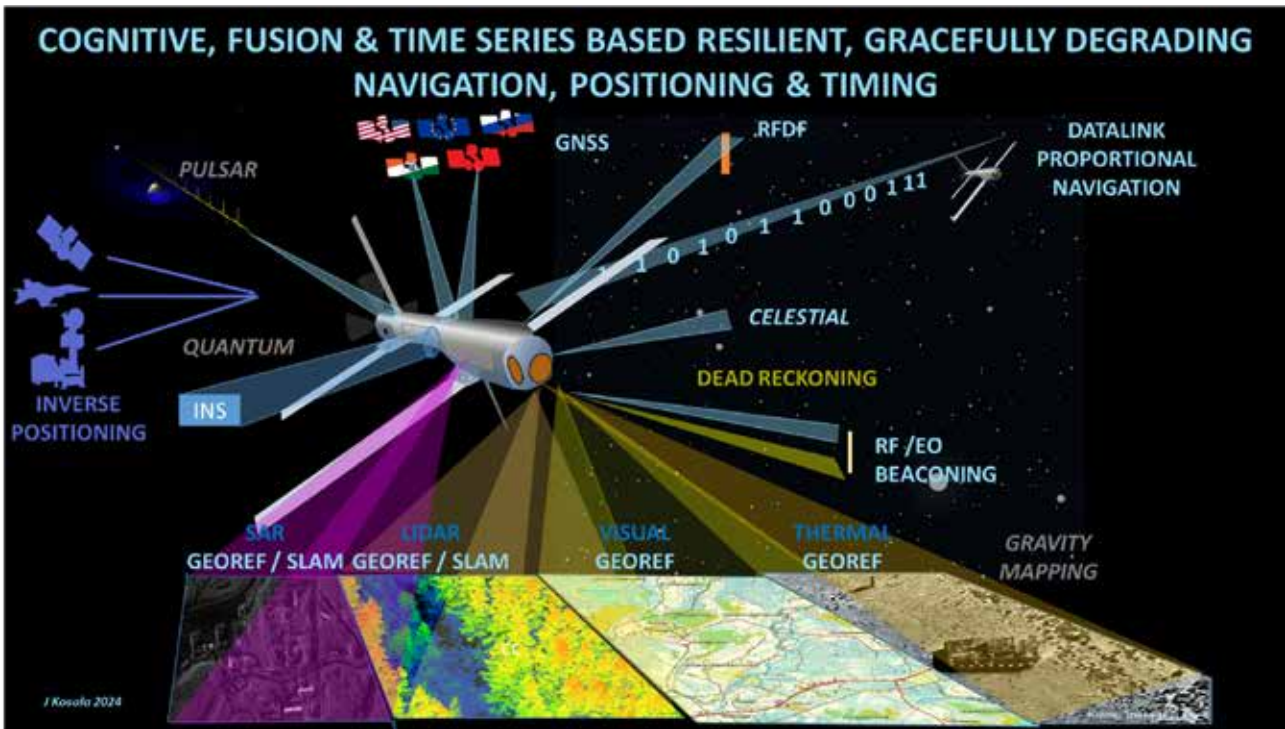 COGNITIVE, FUSION & TIME SERIES BASED RESILIENT, GRACEFULLY DEGRADING
NAVIGATION, POSITIONING & TIMING
PULSAR
GNSS
RFDF
DATALINK
PROPORTIONAL
NAVIGATION
1 1 0 1 0 1 1 0 0 0 1 11
QUANTUM
CELESTIAL
DEAD RECKONING
INS
INVERSE
POSITIONING
RF /EO
BEACONING
SAR
GEOREF / SLAM
LIDAR
GEOREF / SLAM
VISUAL
GEOREF
THERMAL
GEOREF
GRAVITY
MAPPING
J Kosola 2024